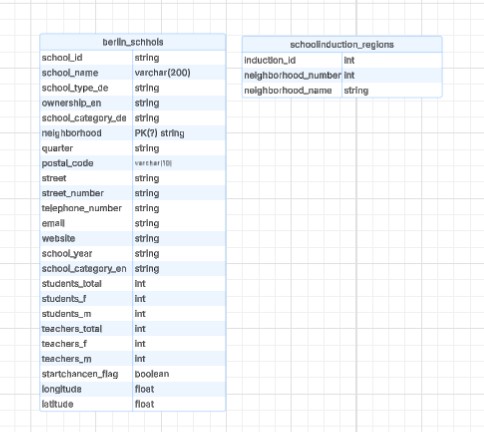 berlin_schhols
school_id string
school_name varchar(200)
school_type_de string
ownership_en string
school_category_de string
neighborhood PK(?) string
quarter string
postal_code varchar(10)
street string
street_number string
telephone_number string
email string
website string
school_year string
school_category_en string
students_total int
students_f int
students_m int
teachers_total int
teachers_f int
teachers_m int
startchancen_flag boolean
longitude float
latitude float
schoolinduction_regions
induction_id int
neighborhood_number int
neighborhood_name string